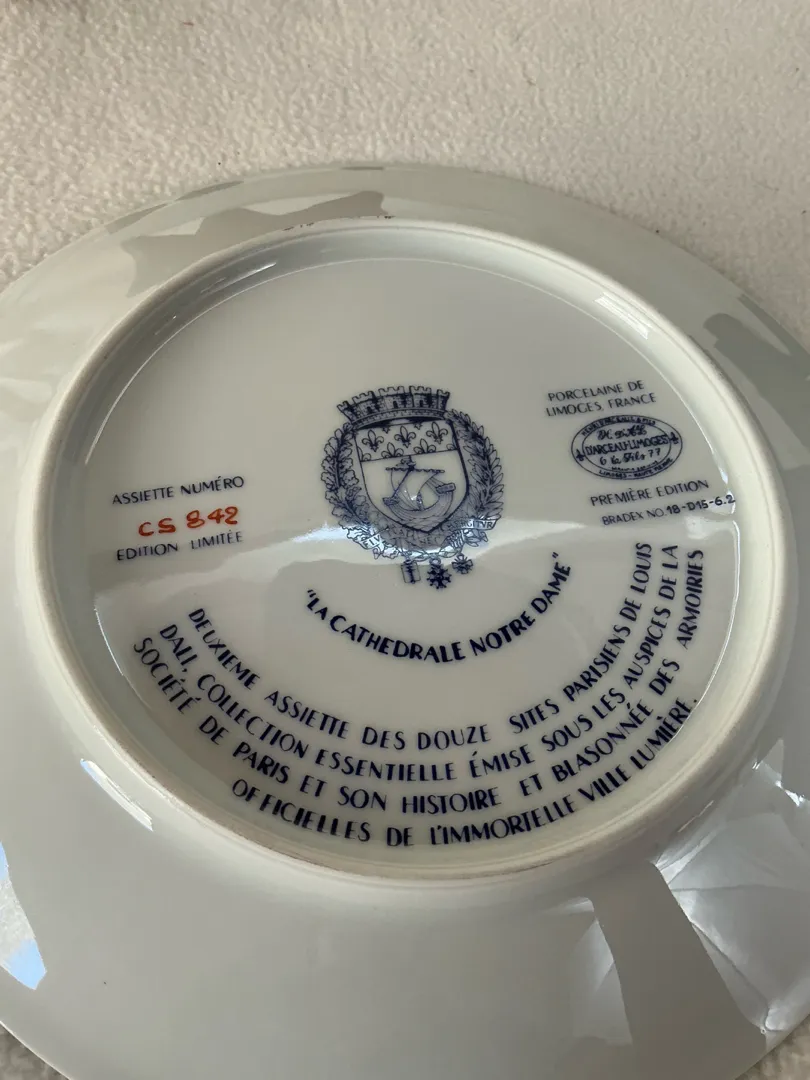 PORCELAINE DE
LIMOGES, FRANCE
D'ARCEAU-LIMOGES
ASSIETTE NUMÉRO
CS 842
EDITION LIMITÉE
PREMIÈRE EDITION
BRADEX NO. 18-D15-6.2
"LA CATHEDRALE NOTRE DAME"
DEUXIEME ASSIETTE DES DOUZE SITES PARISIENS DE LOUIS
DALI, COLLECTION ESSENTIELLE ÉMISE SOUS LES AUSPICES DE LA
SOCIÉTÉ DE PARIS ET SON HISTOIRE ET BLASONNÉE DES ARMOIRIES
OFFICIELLES DE L'IMMORTELLE VILLE LUMIÈRE.